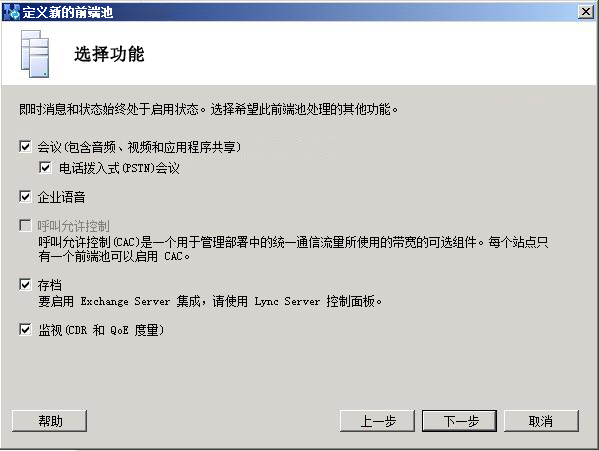 定义新的前端池
选择功能
即时消息和状态始终处于启用状态。选择希望此前端池处理的其他功能。
会议(包含音频、视频和应用程序共享)
电话拨入式(PSTN)会议
企业语音
呼叫允许控制
呼叫允许控制(CAC)是一个用于管理部署中的统一通信流量所使用的带宽的可选组件。每个站点只
有一个前端池可以启用 CAC。
存档
要启用 Exchange Server 集成，请使用 Lync Server 控制面板。
监视(CDR 和 QoE 度量)
帮助
上一步
下一步
取消